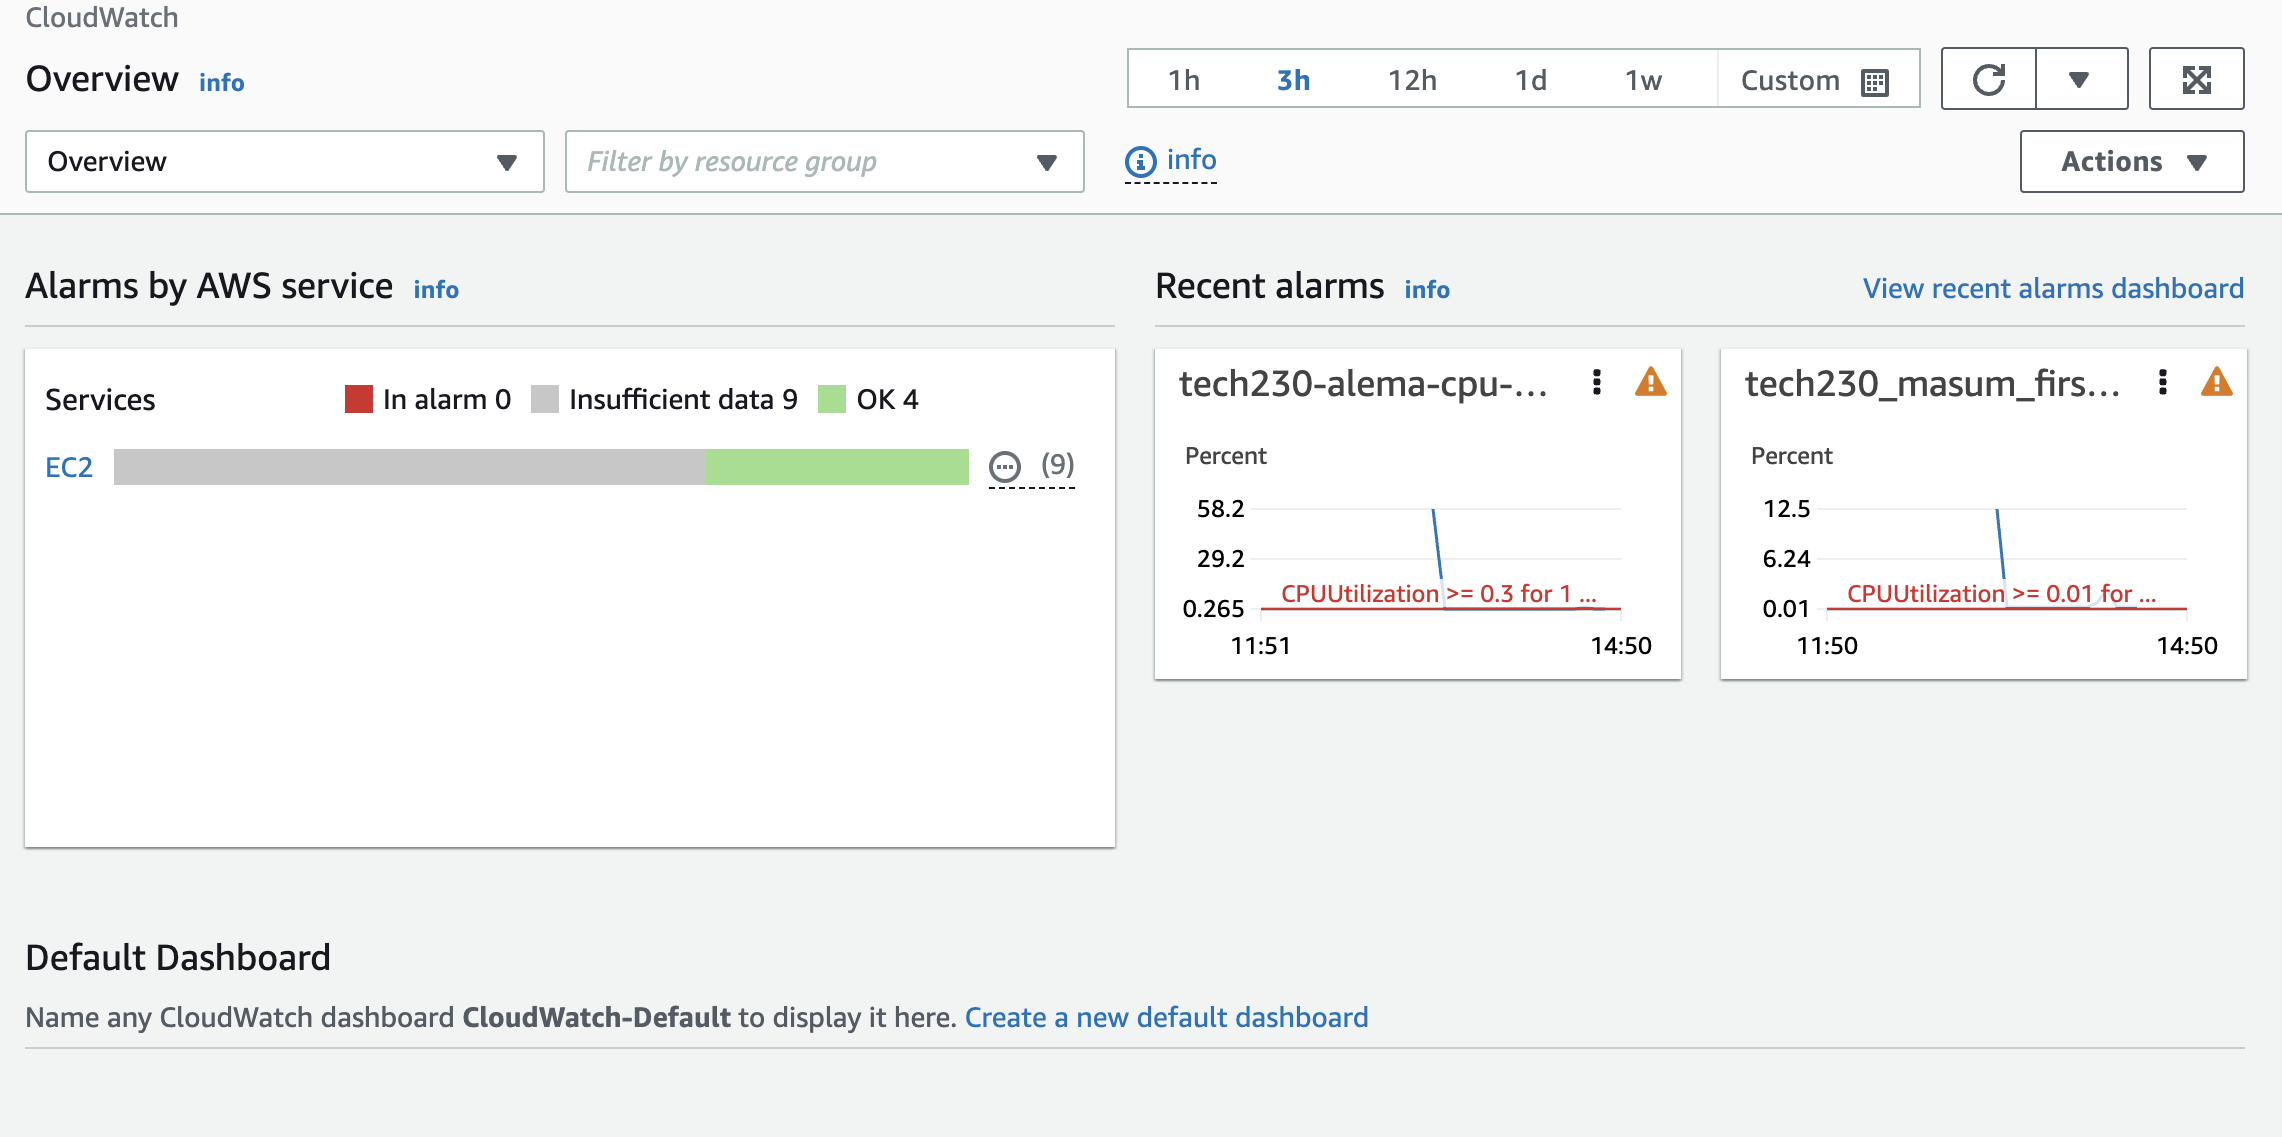 CloudWatch
Overview info
1h 3h 12h 1d 1w Custom
Overview
Filter by resource group
info
Actions
Alarms by AWS service info
Services
In alarm 0 Insufficient data 9 OK 4
EC2
(9)
Recent alarms info
View recent alarms dashboard
tech230-alema-cpu-...
Percent
58.2
29.2
CPUUtilization >= 0.3 for 1 ...
0.265
11:51 14:50
tech230_masum_firs...
Percent
12.5
6.24
CPUUtilization >= 0.01 for ...
0.01
11:50 14:50
Default Dashboard
Name any CloudWatch dashboard CloudWatch-Default to display it here. Create a new default dashboard